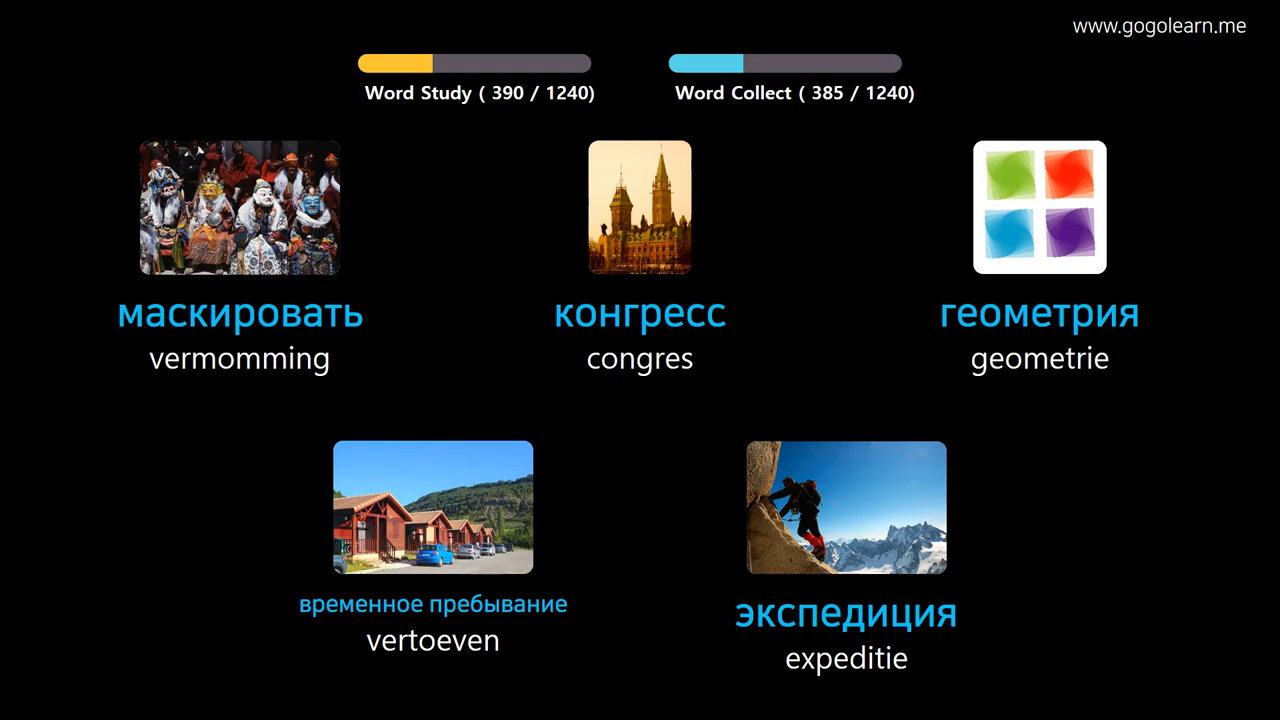 www.gogolearn.me
Word Study ( 390 / 1240)
Word Collect ( 385 / 1240)
маскировать
vermomming
конгресс
congres
геометрия
geometrie
временное пребывание
vertoeven
экспедиция
expeditie